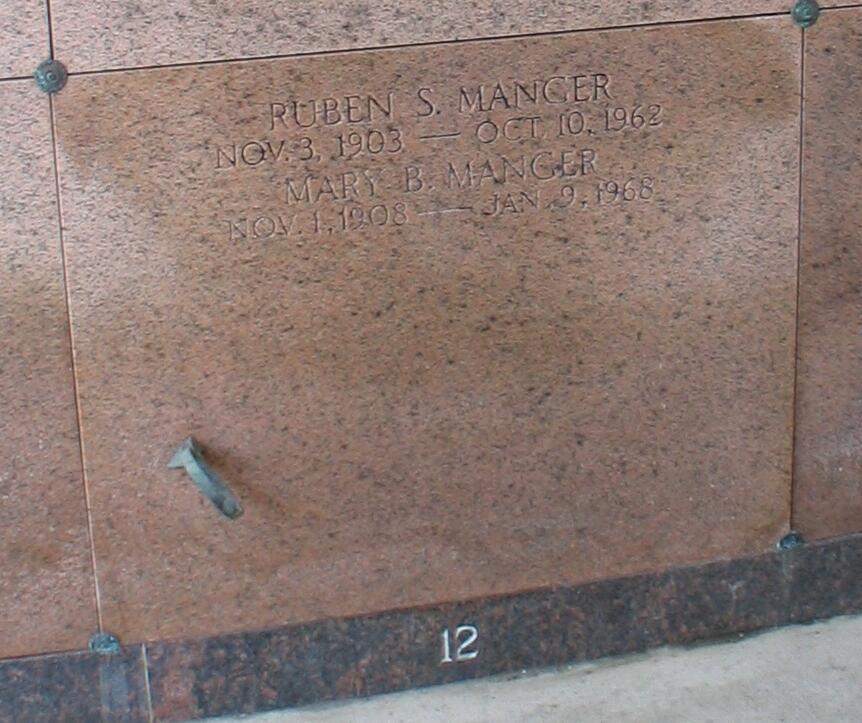 RUBEN S. MANGER
NOV. 3, 1903 — OCT. 10, 1962
MARY B. MANGER
NOV. 1, 1908 — JAN. 9, 1968
12